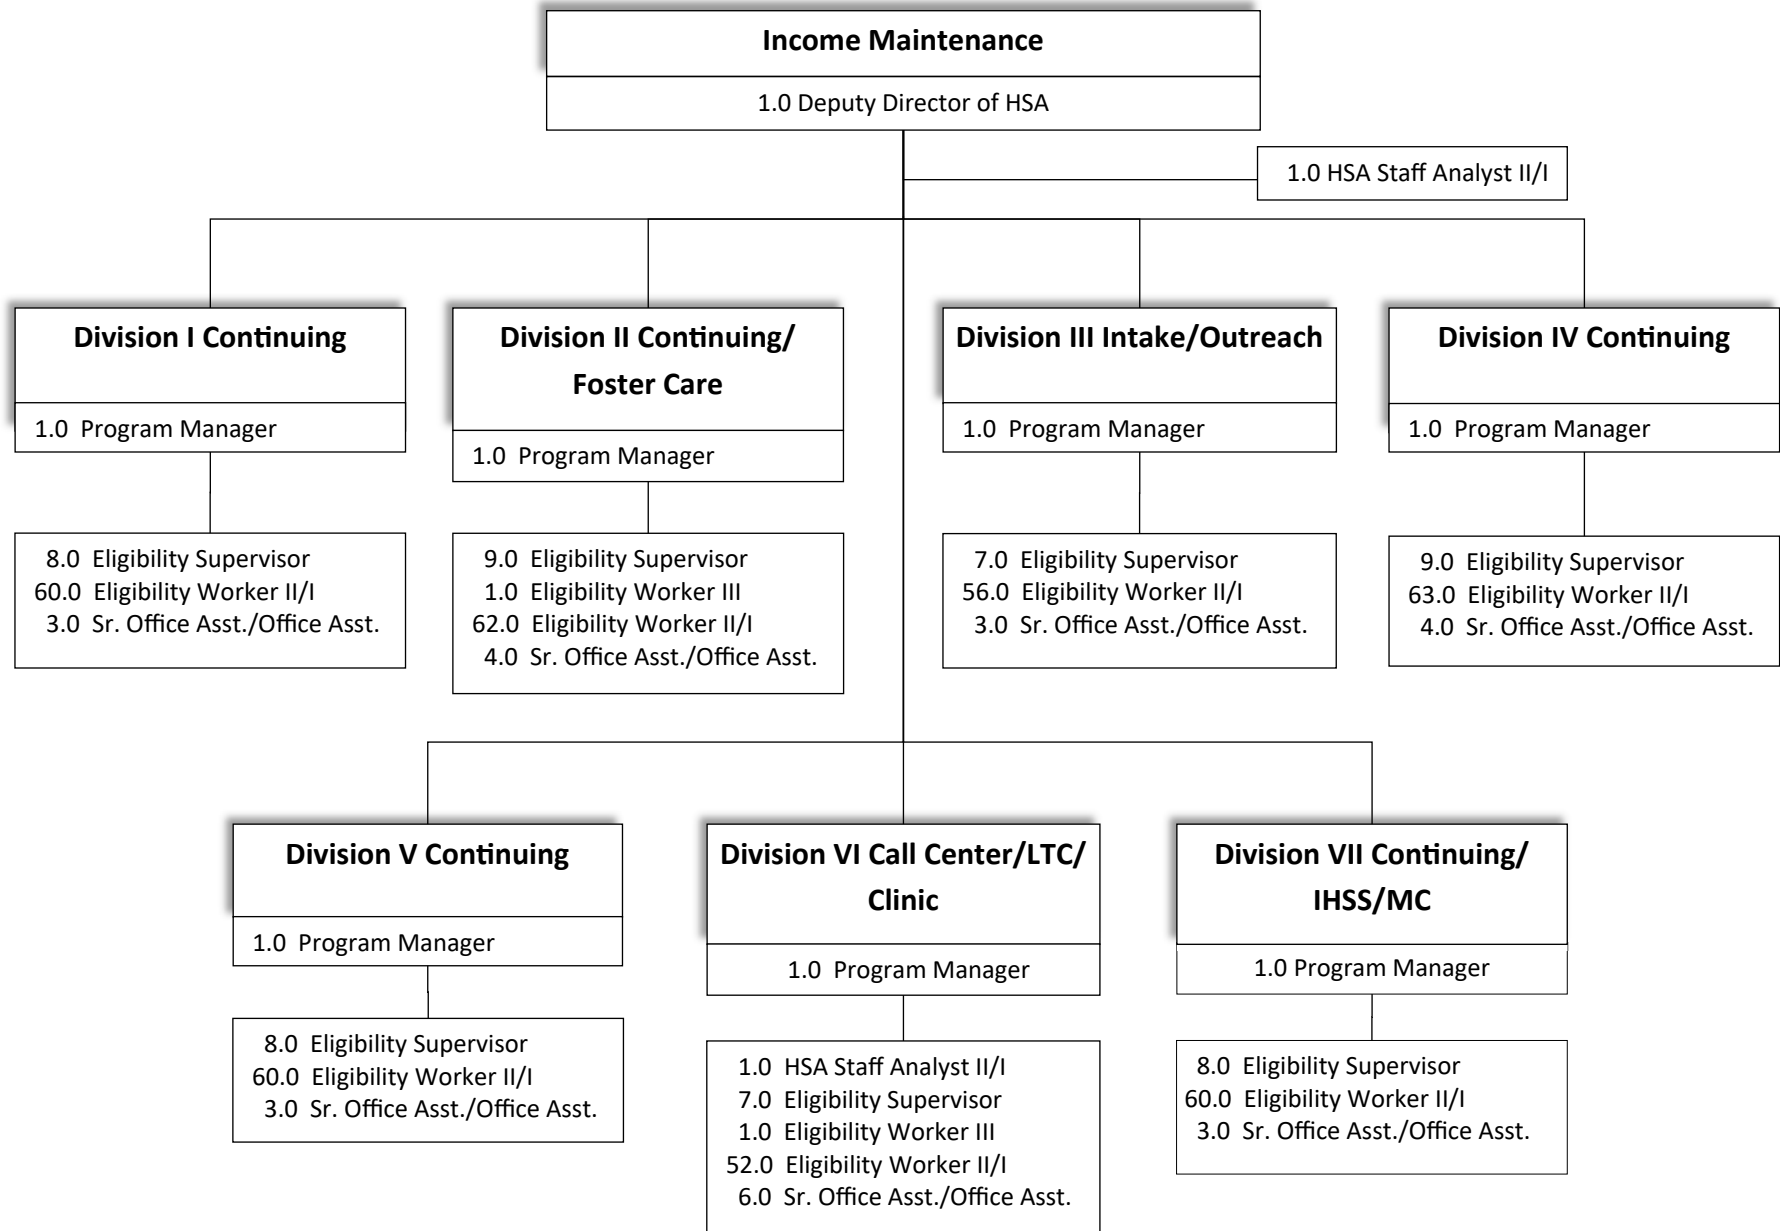 Income Maintenance
1.0 Deputy Director of HSA
1.0 HSA Staff Analyst II/I
Division I Continuing
1.0 Program Manager
8.0 Eligibility Supervisor
60.0 Eligibility Worker II/I
3.0 Sr. Office Asst./Office Asst.
Division II Continuing/
Foster Care
1.0 Program Manager
9.0 Eligibility Supervisor
1.0 Eligibility Worker III
62.0 Eligibility Worker II/I
4.0 Sr. Office Asst./Office Asst.
Division III Intake/Outreach
1.0 Program Manager
7.0 Eligibility Supervisor
56.0 Eligibility Worker II/I
3.0 Sr. Office Asst./Office Asst.
Division IV Continuing
1.0 Program Manager
9.0 Eligibility Supervisor
63.0 Eligibility Worker II/I
4.0 Sr. Office Asst./Office Asst.
Division V Continuing
1.0 Program Manager
8.0 Eligibility Supervisor
60.0 Eligibility Worker II/I
3.0 Sr. Office Asst./Office Asst.
Division VI Call Center/LTC/
Clinic
1.0 Program Manager
1.0 HSA Staff Analyst II/I
7.0 Eligibility Supervisor
1.0 Eligibility Worker III
52.0 Eligibility Worker II/I
6.0 Sr. Office Asst./Office Asst.
Division VII Continuing/
IHSS/MC
1.0 Program Manager
8.0 Eligibility Supervisor
60.0 Eligibility Worker II/I
3.0 Sr. Office Asst./Office Asst.